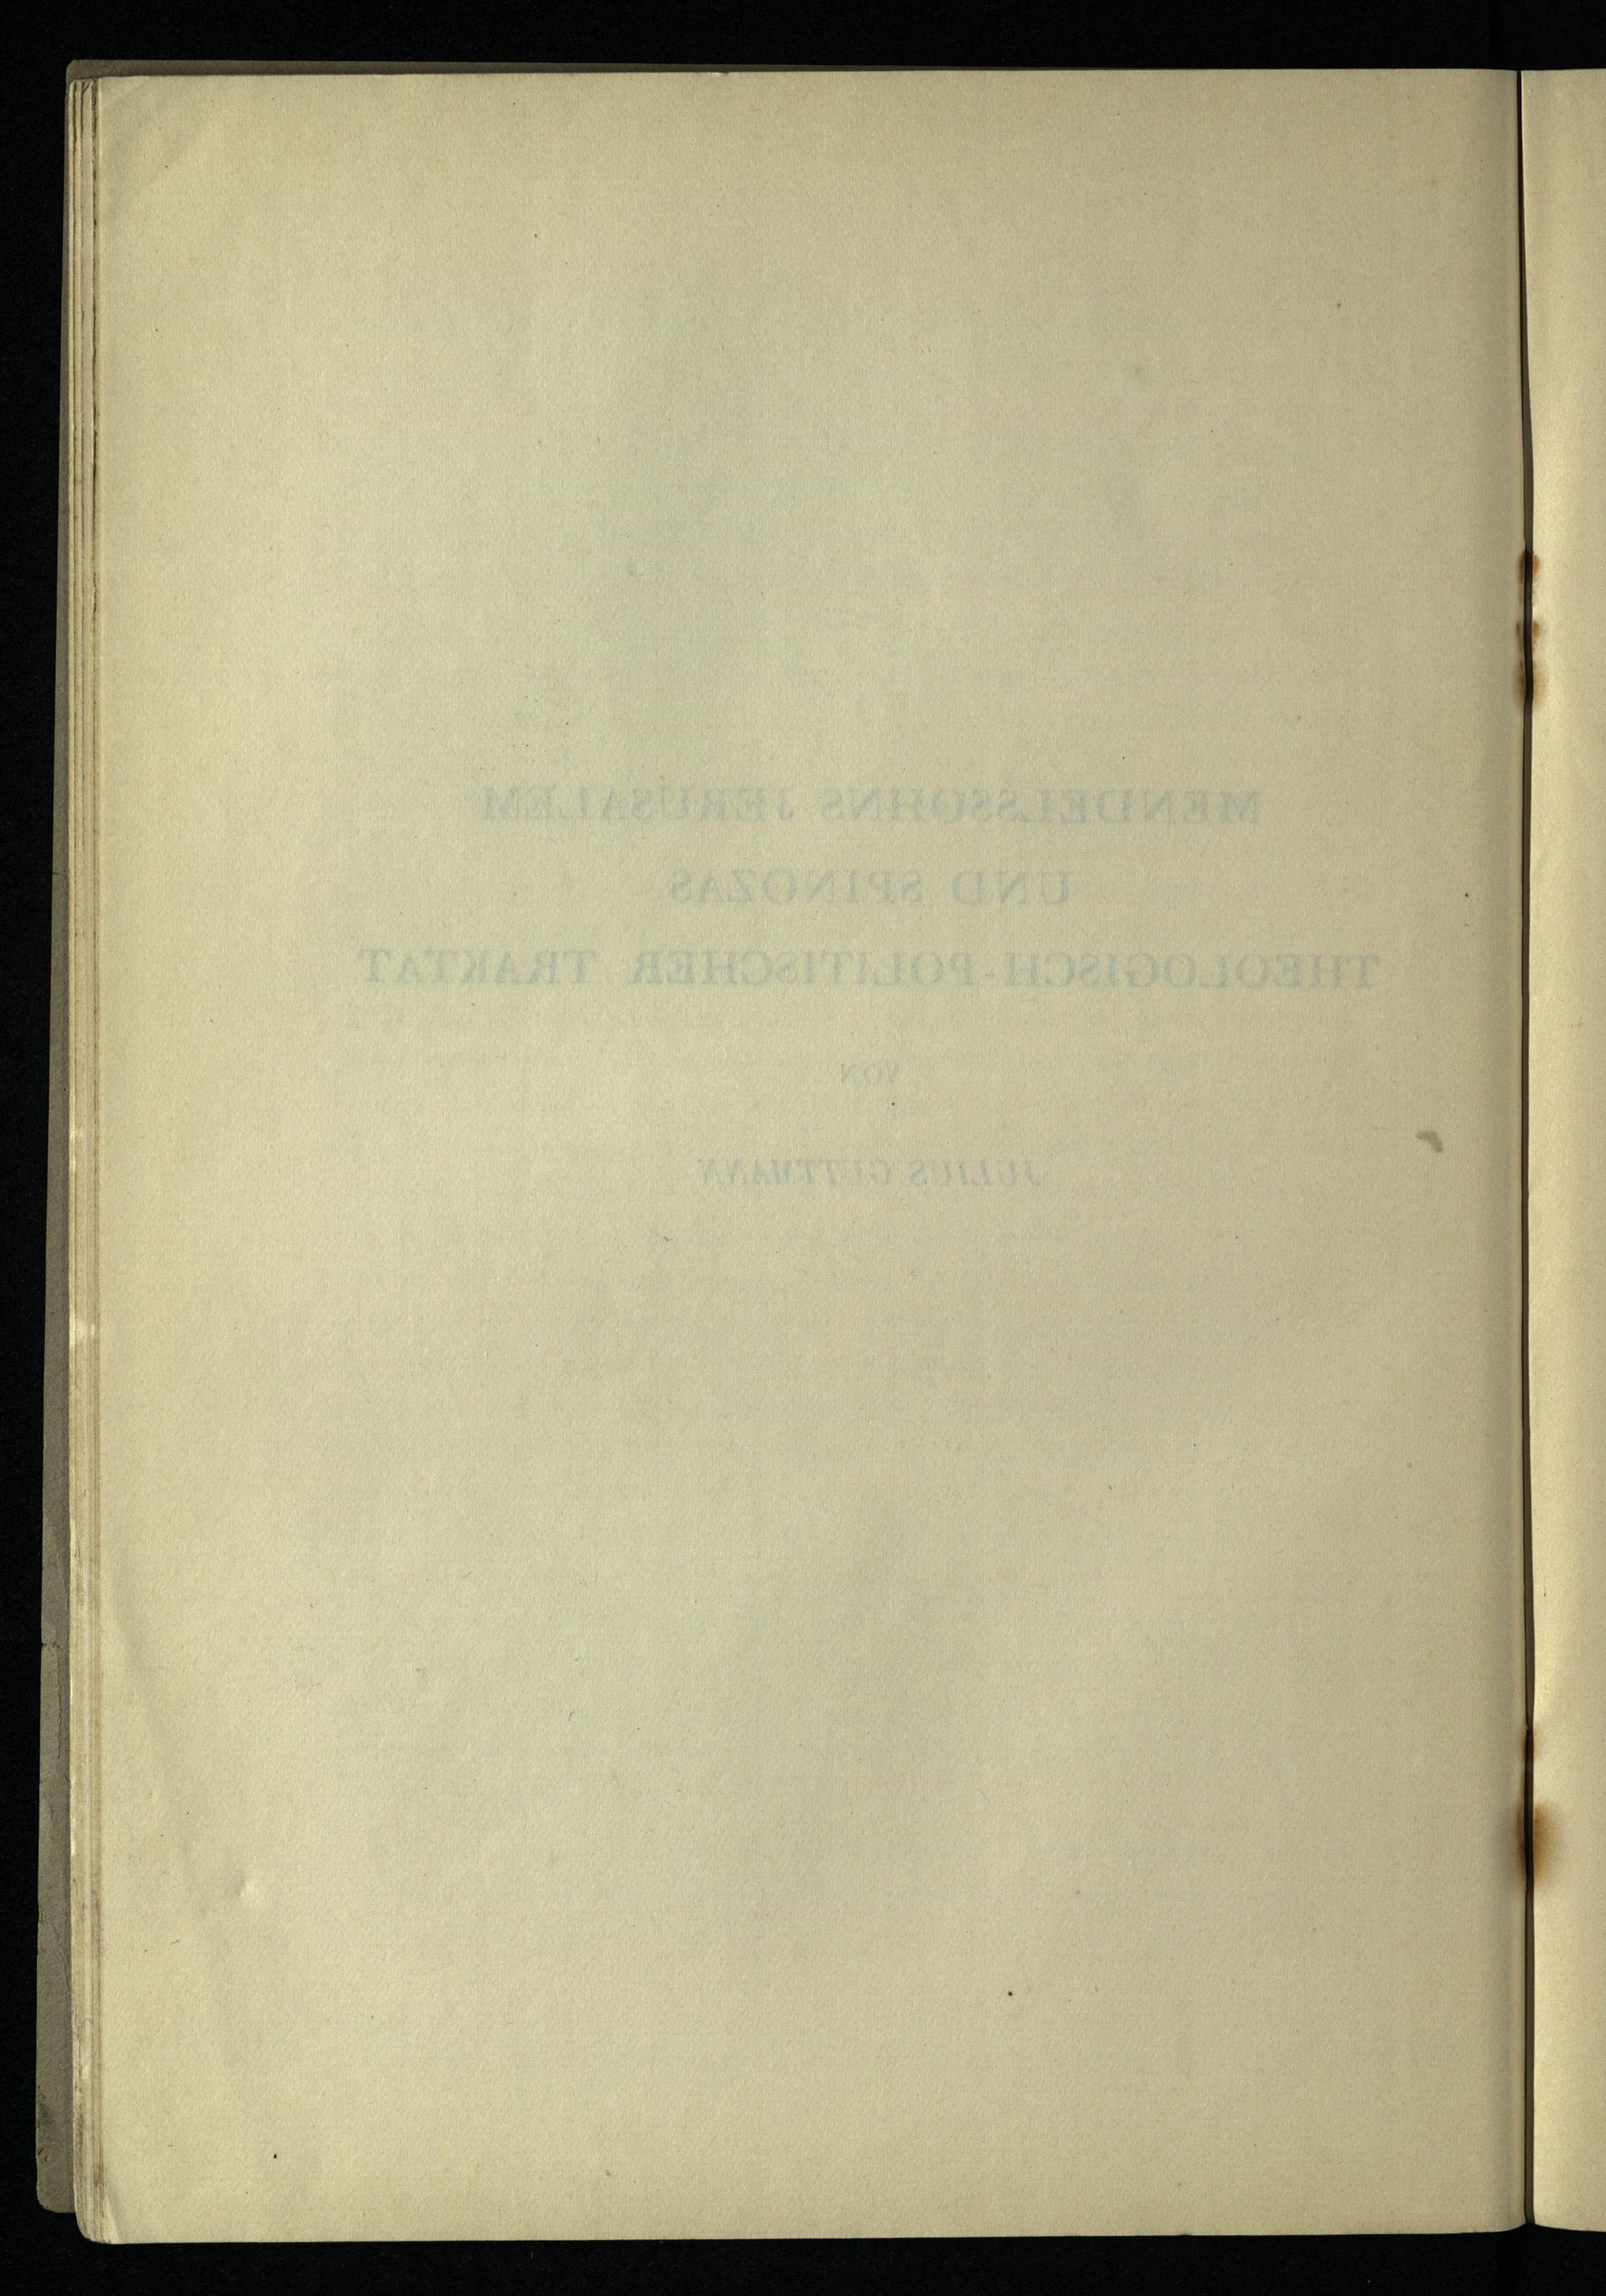 MENDELSSOHNS JERUSALEM
UND SPINOZAS
THEOLOGISCH-POLITISCHER TRAKTAT
VON
JULIUS GUTTMANN